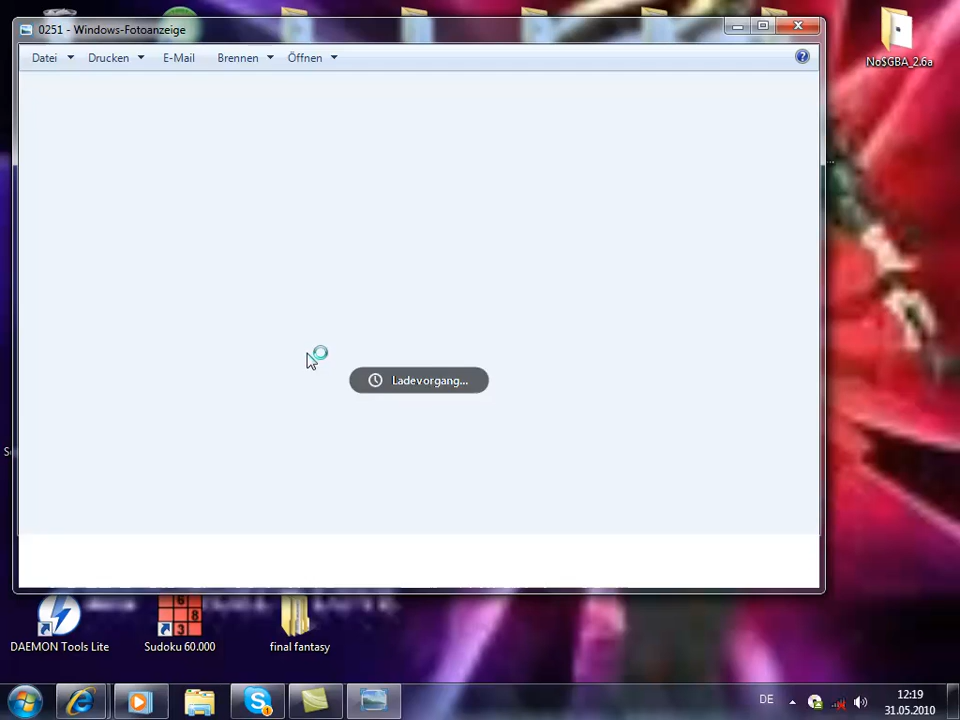 0251 - Windows-Fotoanzeige
Datei Drucken E-Mail Brennen Öffnen
NoSGBA_2.6a
Ladevorgang...
DAEMON Tools Lite
Sudoku 60.000
final fantasy
DE
12:19
31.05.2010